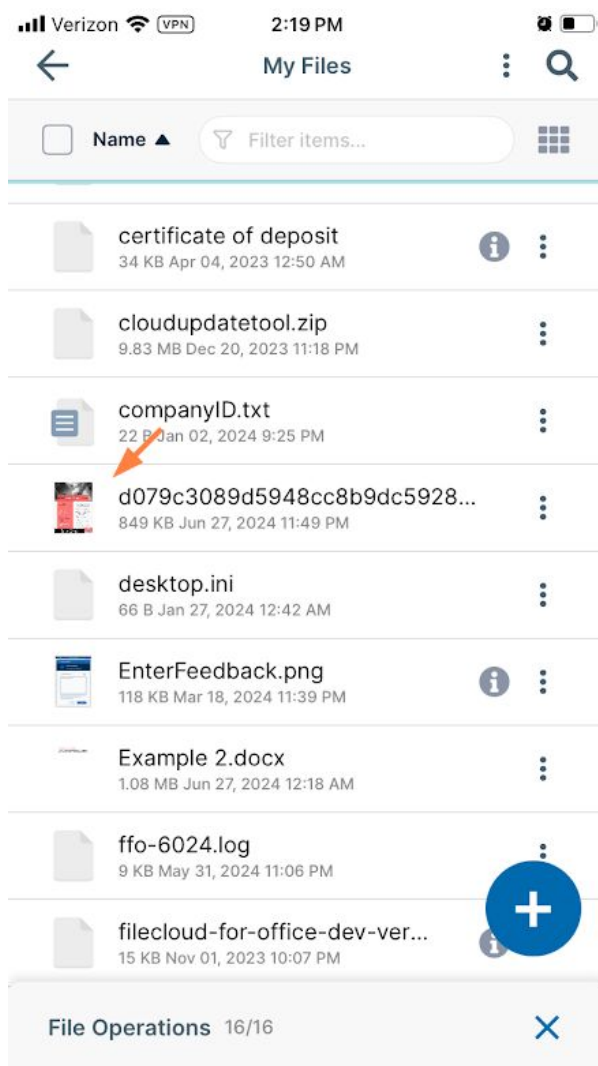 Verizon VPN 2:19 PM
My Files
Name ▲ Filter items...
certificate of deposit
34 KB Apr 04, 2023 12:50 AM
cloudupdatetool.zip
9.83 MB Dec 20, 2023 11:18 PM
companyID.txt
22 B Jan 02, 2024 9:25 PM
d079c3089d5948cc8b9dc5928...
849 KB Jun 27, 2024 11:49 PM
desktop.ini
66 B Jan 27, 2024 12:42 AM
EnterFeedback.png
118 KB Mar 18, 2024 11:39 PM
Example 2.docx
1.08 MB Jun 27, 2024 12:18 AM
ffo-6024.log
9 KB May 31, 2024 11:06 PM
filecloud-for-office-dev-ver...
15 KB Nov 01, 2023 10:07 PM
File Operations 16/16